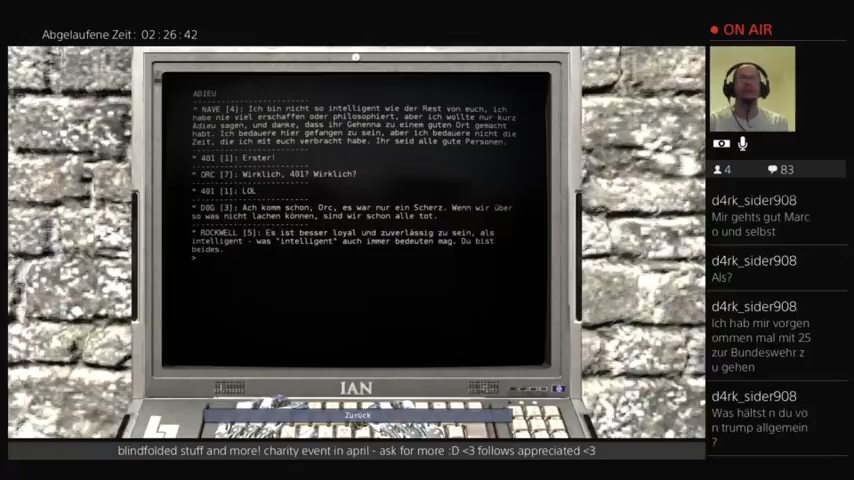 Abgelaufene Zeit: 02:26:42
ON AIR
ADIEU
* NAVE [4]: Ich bin nicht so intelligent wie der Rest von euch, ich
habe nie viel erschaffen oder philosophiert, aber ich wollte nur kurz
Adieu sagen, und danke, dass ihr Gehenna zu einem guten Ort gemacht
habt. Ich bedauere hier gefangen zu sein, aber ich bedauere nicht die
Zeit, die ich mit euch verbracht habe. Ihr seid alle gute Personen.
* 401 [1]: Erster!
* ORC [7]: Wirklich, 401? Wirklich?
* 401 [1]: LOL
* D0G [3]: Ach komm schon, Orc, es war nur ein Scherz. Wenn wir über
so was nicht lachen können, sind wir schon alle tot.
* ROCKWELL [5]: Es ist besser loyal und zuverlässig zu sein, als
intelligent - was "intelligent" auch immer bedeuten mag. Du bist
beides.
>
IAN
Zurück
blindfolded stuff and more! charity event in april - ask for more :D <3 follows appreciated <3
4
83
d4rk_sider908
Mir gehts gut Marc
o und selbst
d4rk_sider908
Als?
d4rk_sider908
Ich hab mir vorgen
ommen mal mit 25
zur Bundeswehr z
u gehen
d4rk_sider908
Was hältst n du vo
n trump allgemein
?